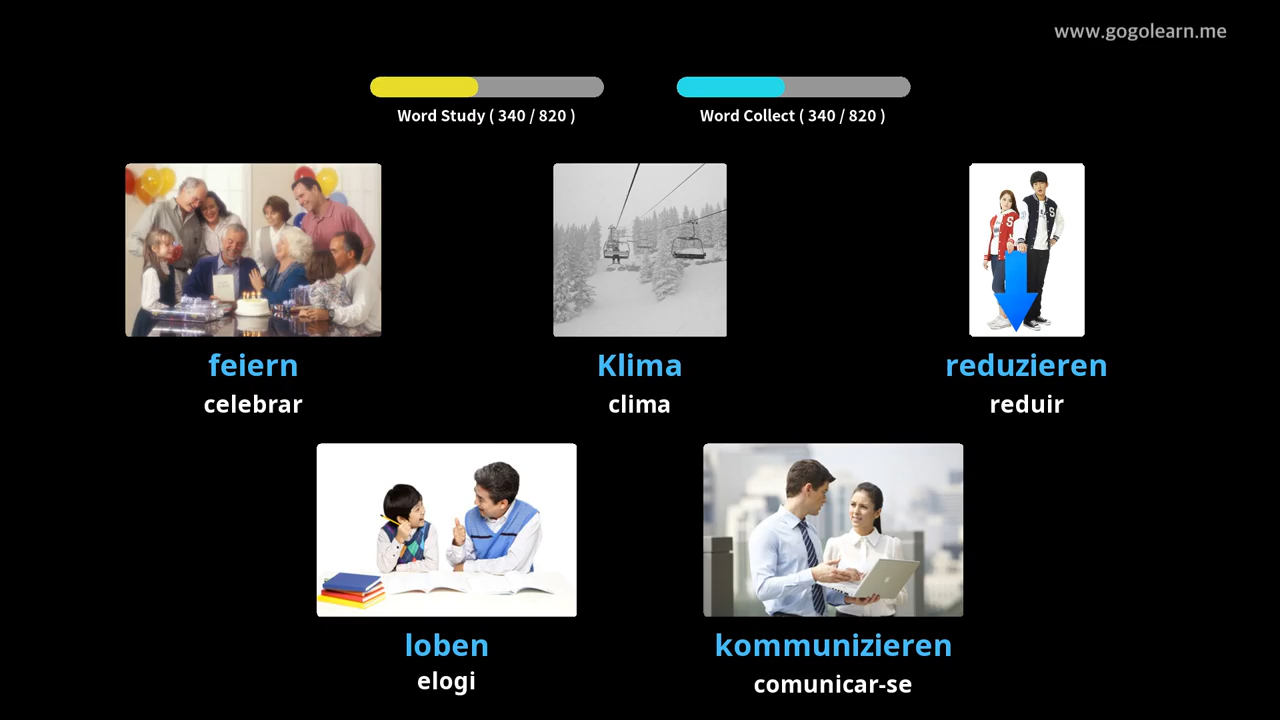 www.gogolearn.me
Word Study ( 340 / 820 )
Word Collect ( 340 / 820 )
feiern
celebrar
Klima
clima
reduzieren
reduir
loben
elogi
kommunizieren
comunicar-se